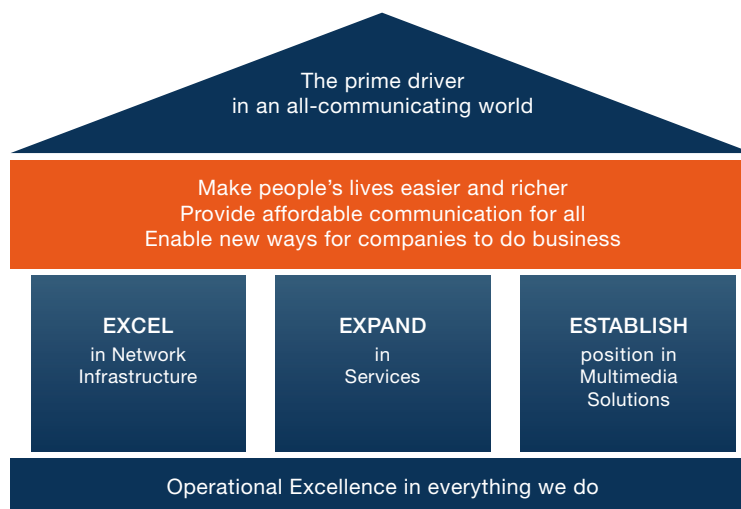 The prime driver
in an all-communicating world
Make people's lives easier and richer
Provide affordable communication for all
Enable new ways for companies to do business
EXCEL
in Network
Infrastructure
EXPAND
in
Services
ESTABLISH
position in
Multimedia
Solutions
Operational Excellence in everything we do